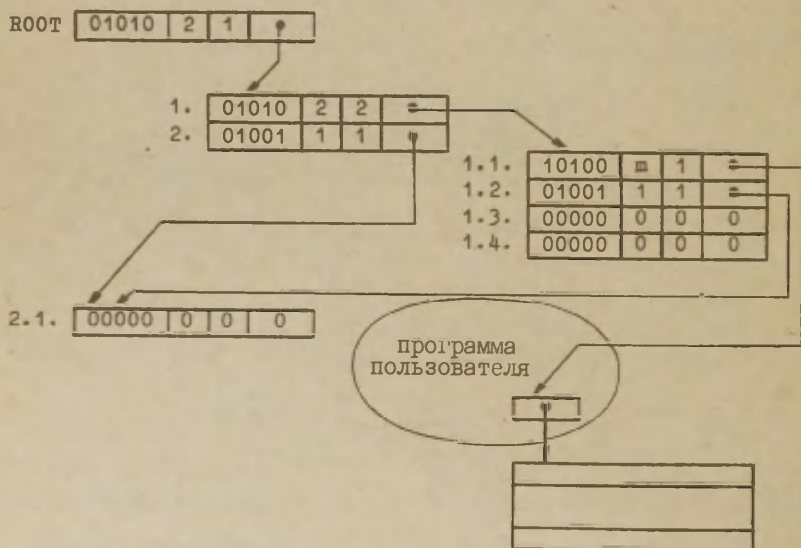 ROOT 01010 2 1
1. 01010 2 2
2. 01001 1 1
1.1. 10100 m 1
1.2. 01001 1 1
1.3. 00000 0 0 0
1.4. 00000 0 0 0
2.1. 00000 0 0 0
программа
пользователя